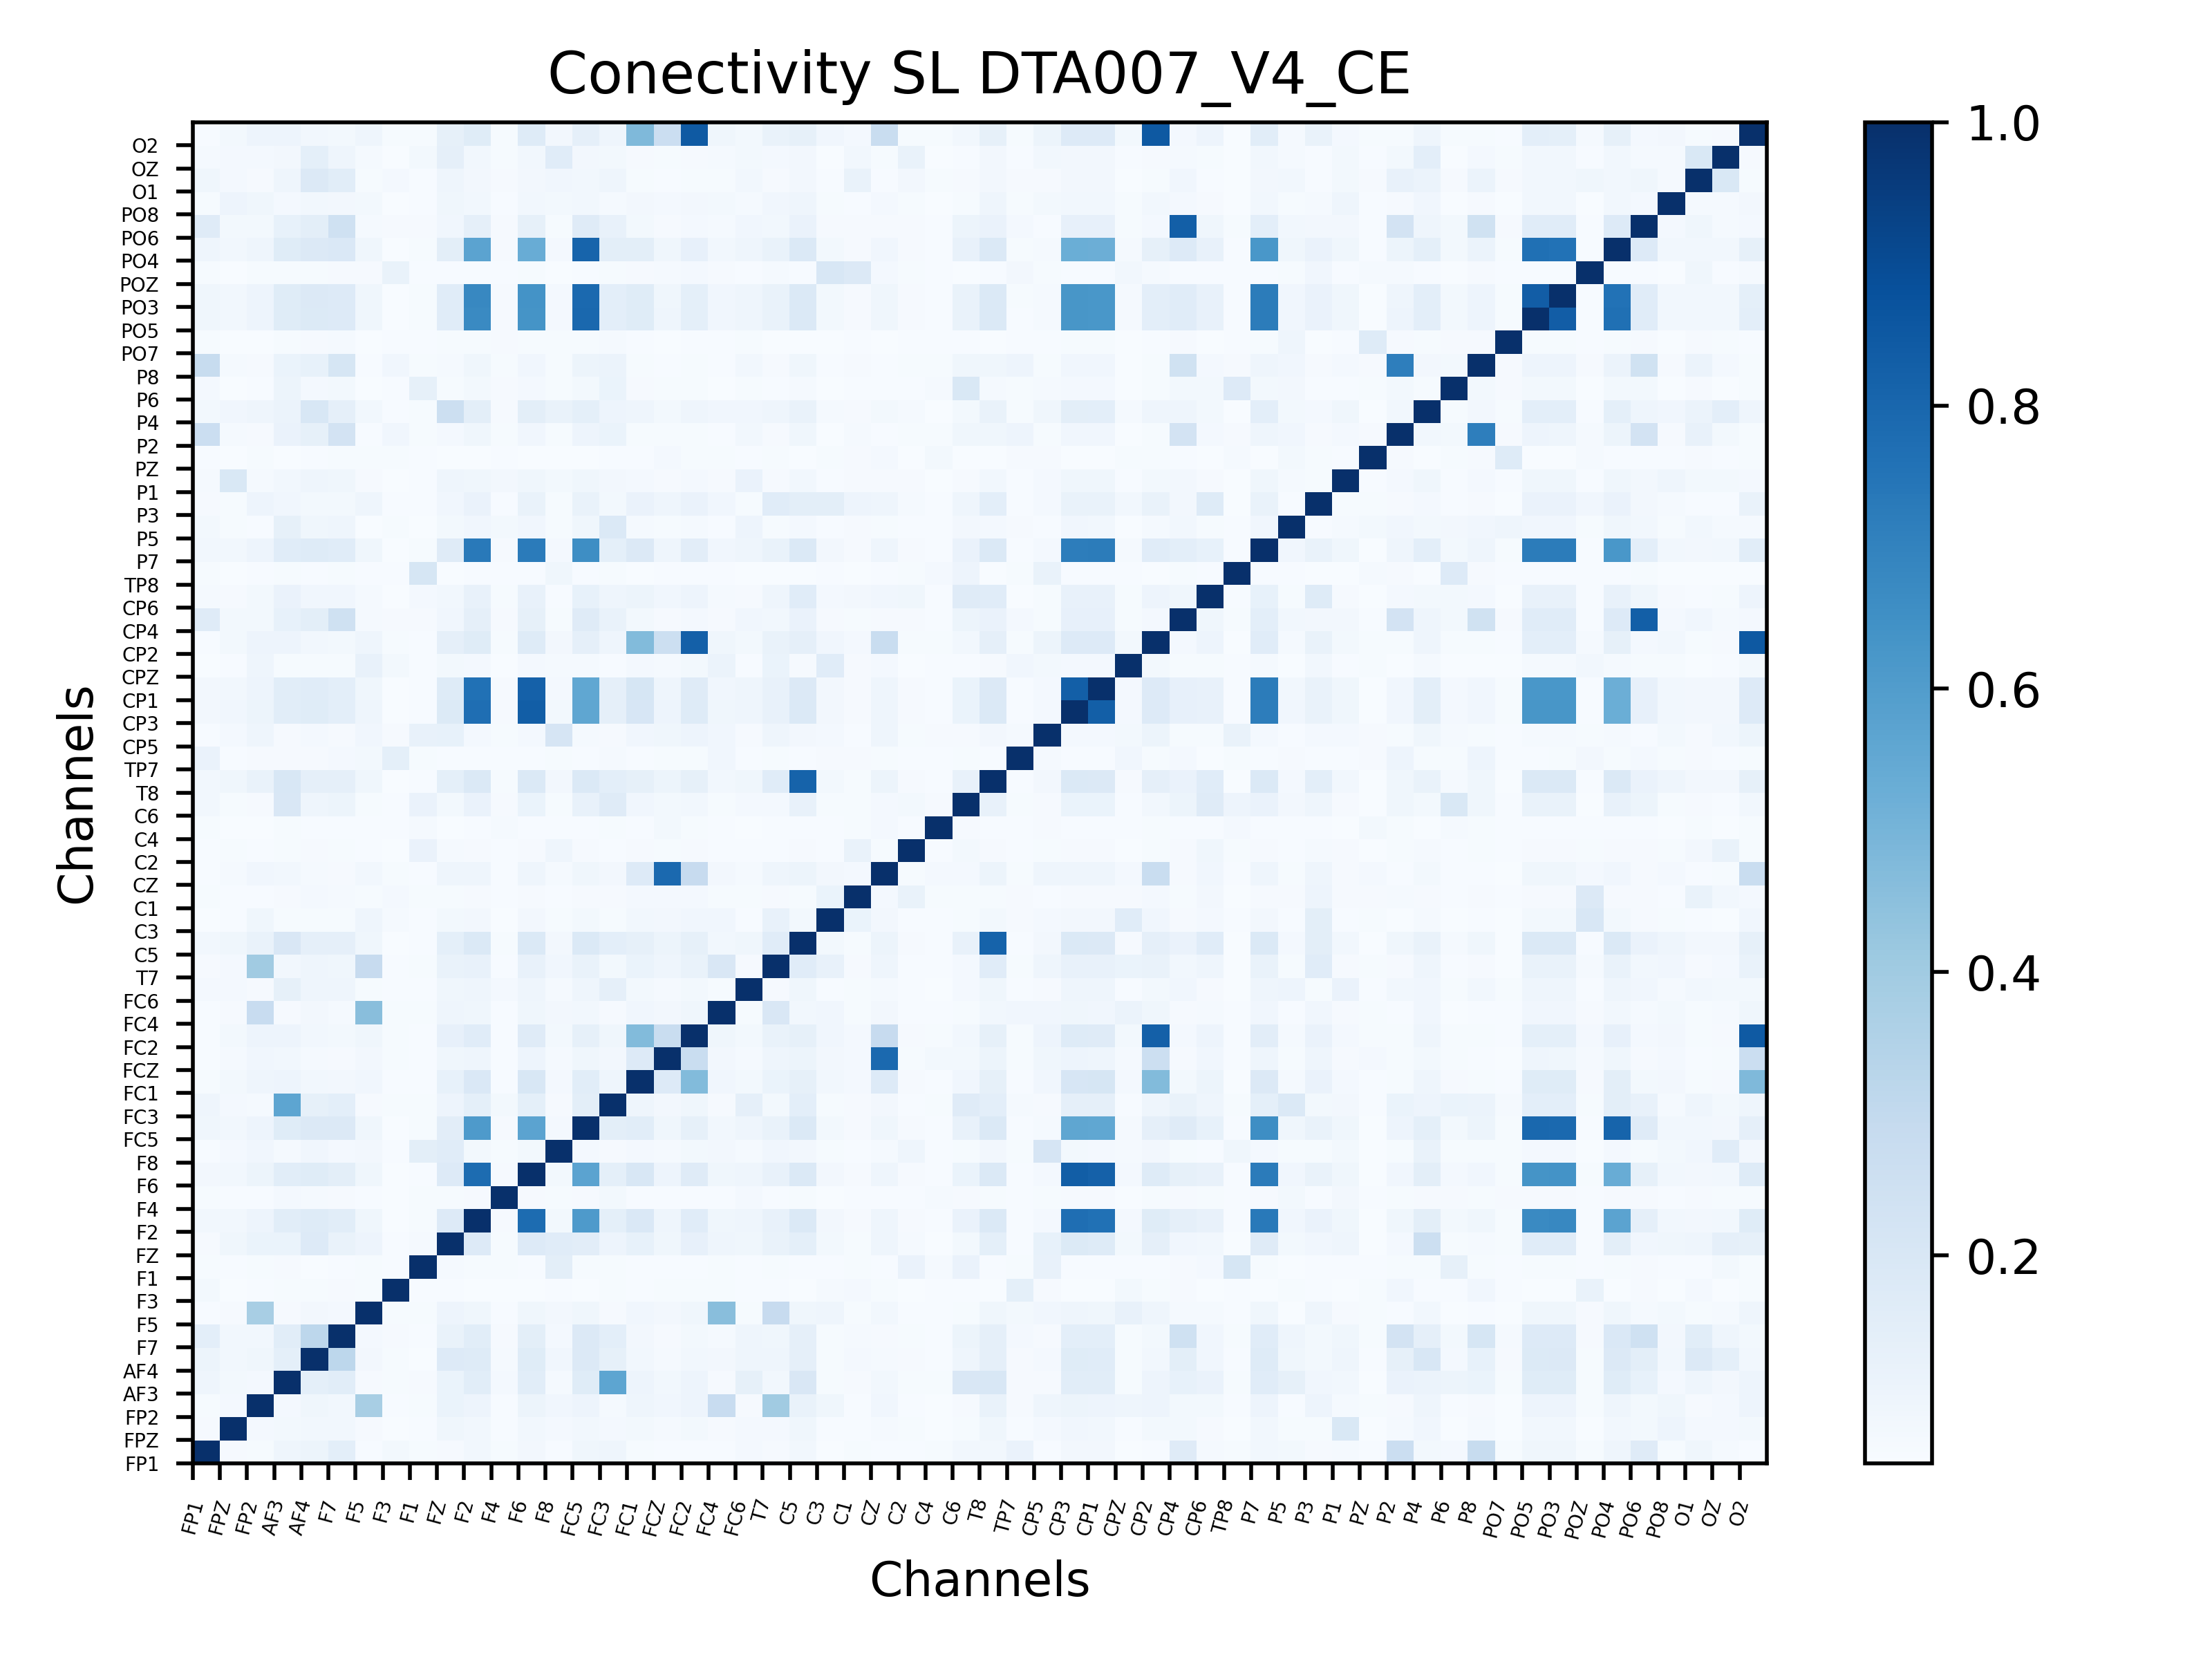 Conectivity SL DTA007_V4_CE
O2
OZ
O1
PO8
PO6
PO4
POZ
PO3
PO5
PO7
P8
P6
P4
P2
PZ
P1
P3
P5
P7
TP8
CP6
CP4
CP2
CPZ
CP1
CP3
CP5
TP7
T8
C6
C4
C2
CZ
C1
C3
C5
T7
FC6
FC4
FC2
FCZ
FC1
FC3
FC5
F8
F6
F4
F2
FZ
F1
F3
F5
F7
AF4
AF3
FP2
FPZ
FP1
Channels
FP1 FPZ FP2 AF3 AF4 F7 F5 F3 F1 FZ F2 F4 F6 F8 FC5 FC3 FC1 FCZ FC2 FC4 FC6 T7 C5 C3 C1 CZ C2 C4 C6 T8 TP7 CP5 CP3 CP1 CPZ CP2 CP4 CP6 TP8 P7 P5 P3 P1 PZ P2 P4 P6 P8 PO7 PO5 PO3 POZ PO4 PO6 PO8 O1 OZ O2
Channels
1.0
0.8
0.6
0.4
0.2